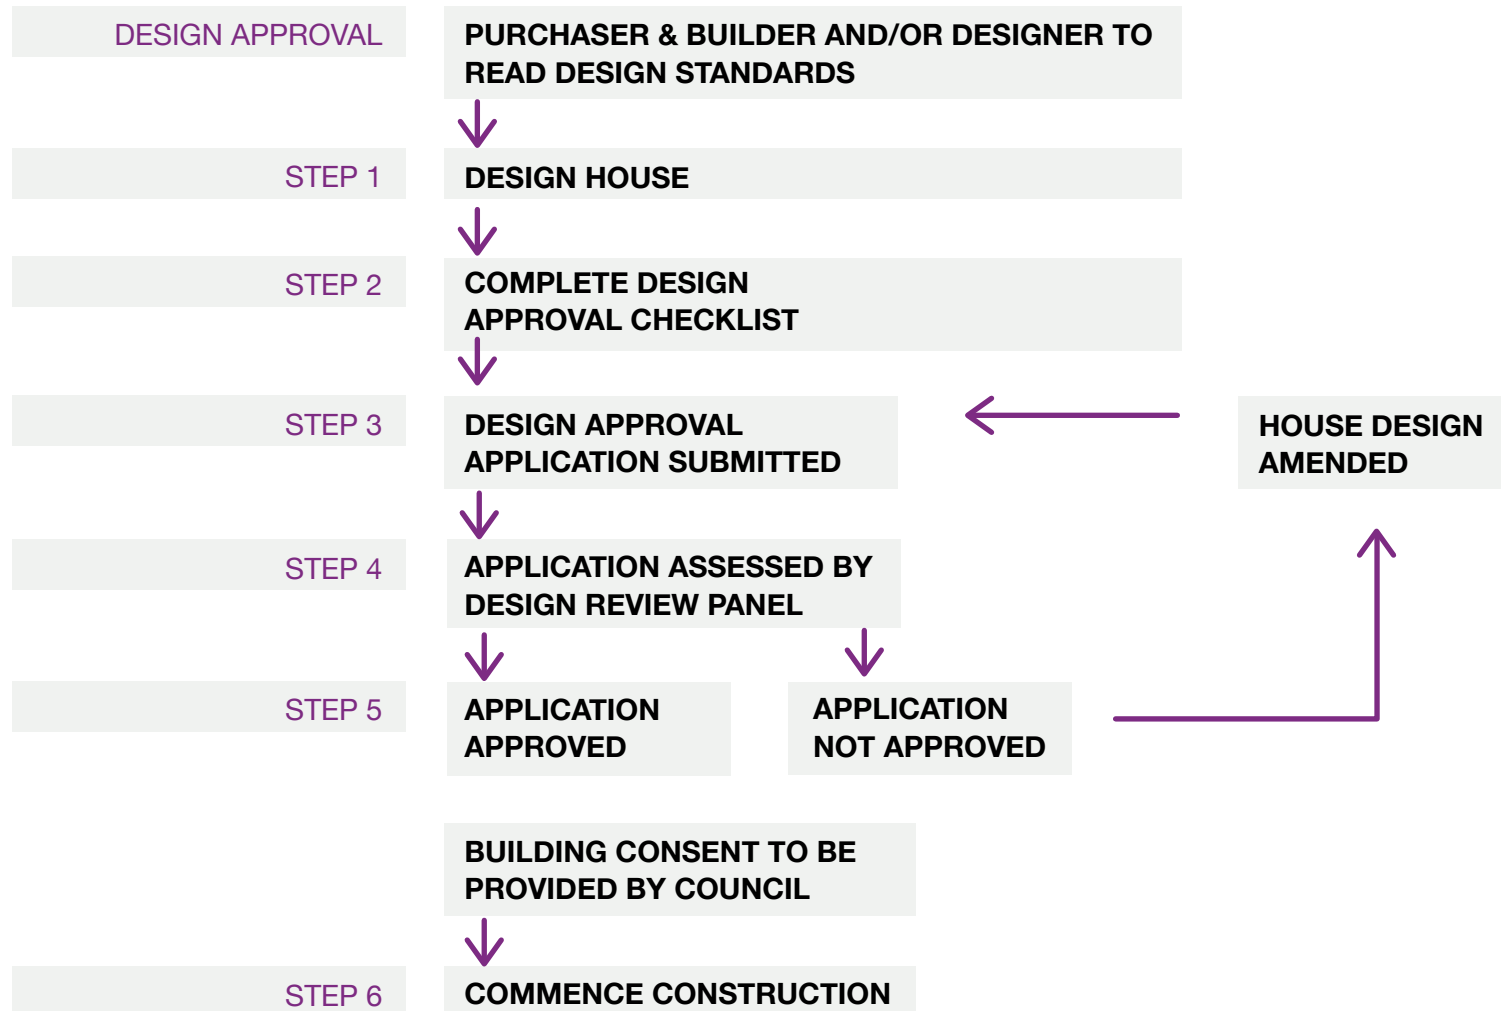 DESIGN APPROVAL
PURCHASER & BUILDER AND/OR DESIGNER TO
READ DESIGN STANDARDS
STEP 1
DESIGN HOUSE
STEP 2
COMPLETE DESIGN
APPROVAL CHECKLIST
STEP 3
DESIGN APPROVAL
APPLICATION SUBMITTED
HOUSE DESIGN
AMENDED
STEP 4
APPLICATION ASSESSED BY
DESIGN REVIEW PANEL
STEP 5
APPLICATION
APPROVED
APPLICATION
NOT APPROVED
BUILDING CONSENT TO BE
PROVIDED BY COUNCIL
STEP 6
COMMENCE CONSTRUCTION